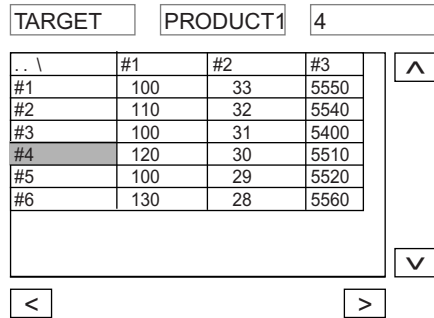 TARGET PRODUCT1 4
. . \ #1 #2 #3
#1 100 33 5550
#2 110 32 5540
#3 100 31 5400
#4 120 30 5510
#5 100 29 5520
#6 130 28 5560
< >